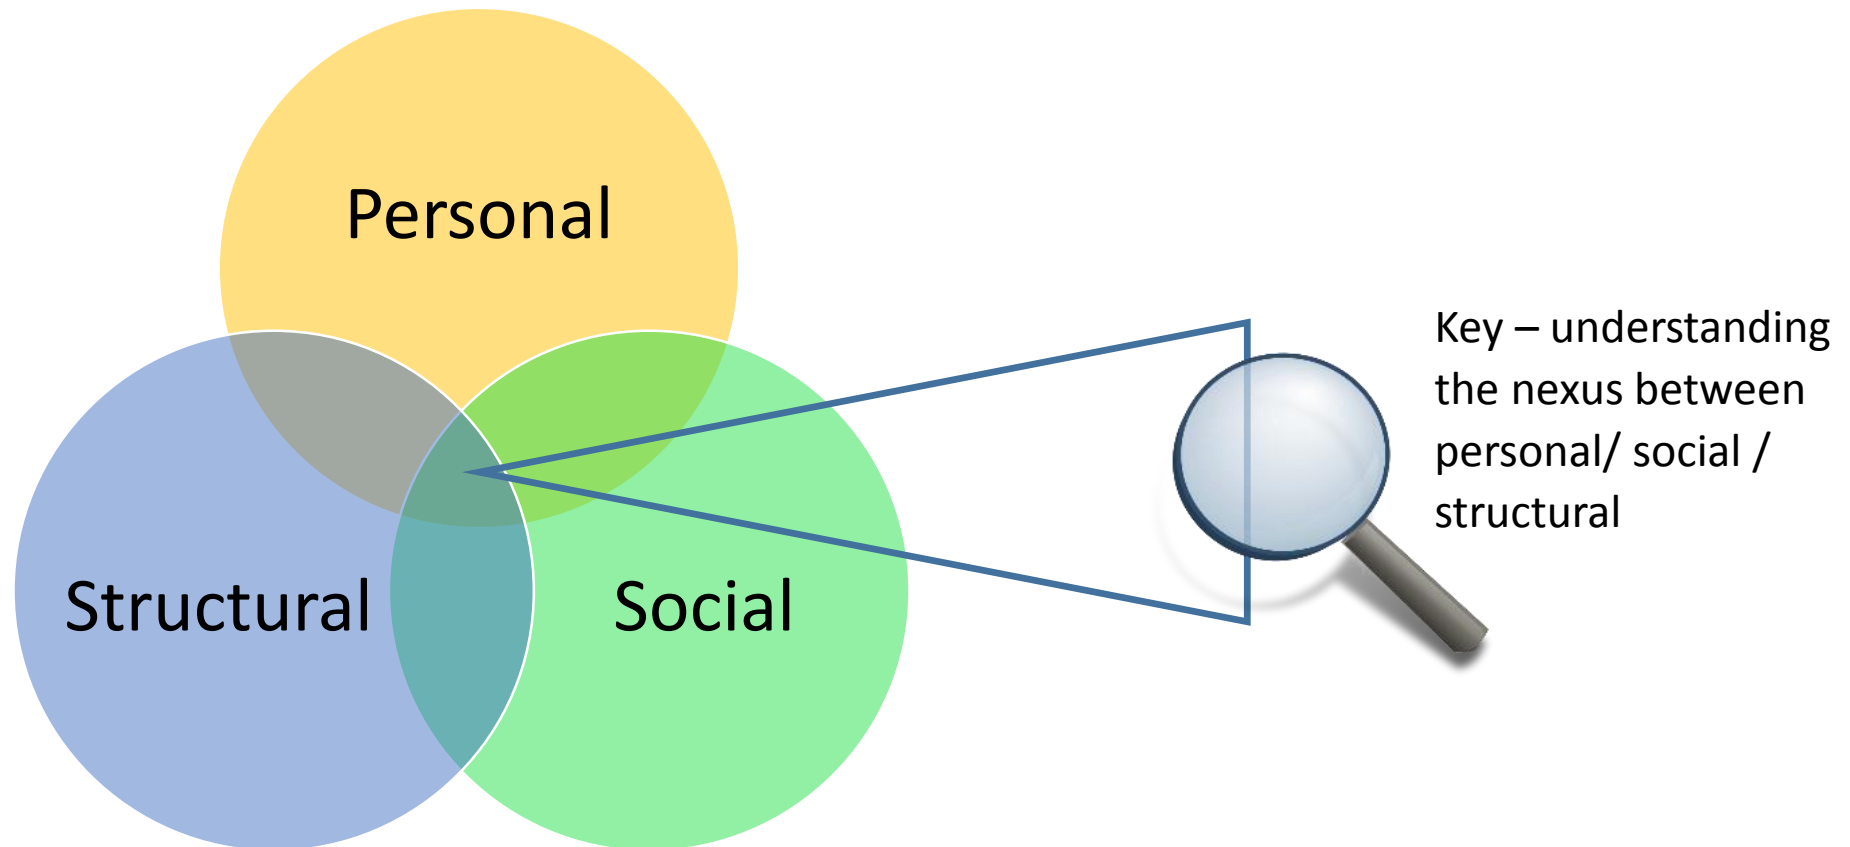 Personal
Structural
Social
Key – understanding
the nexus between
personal/ social /
structural